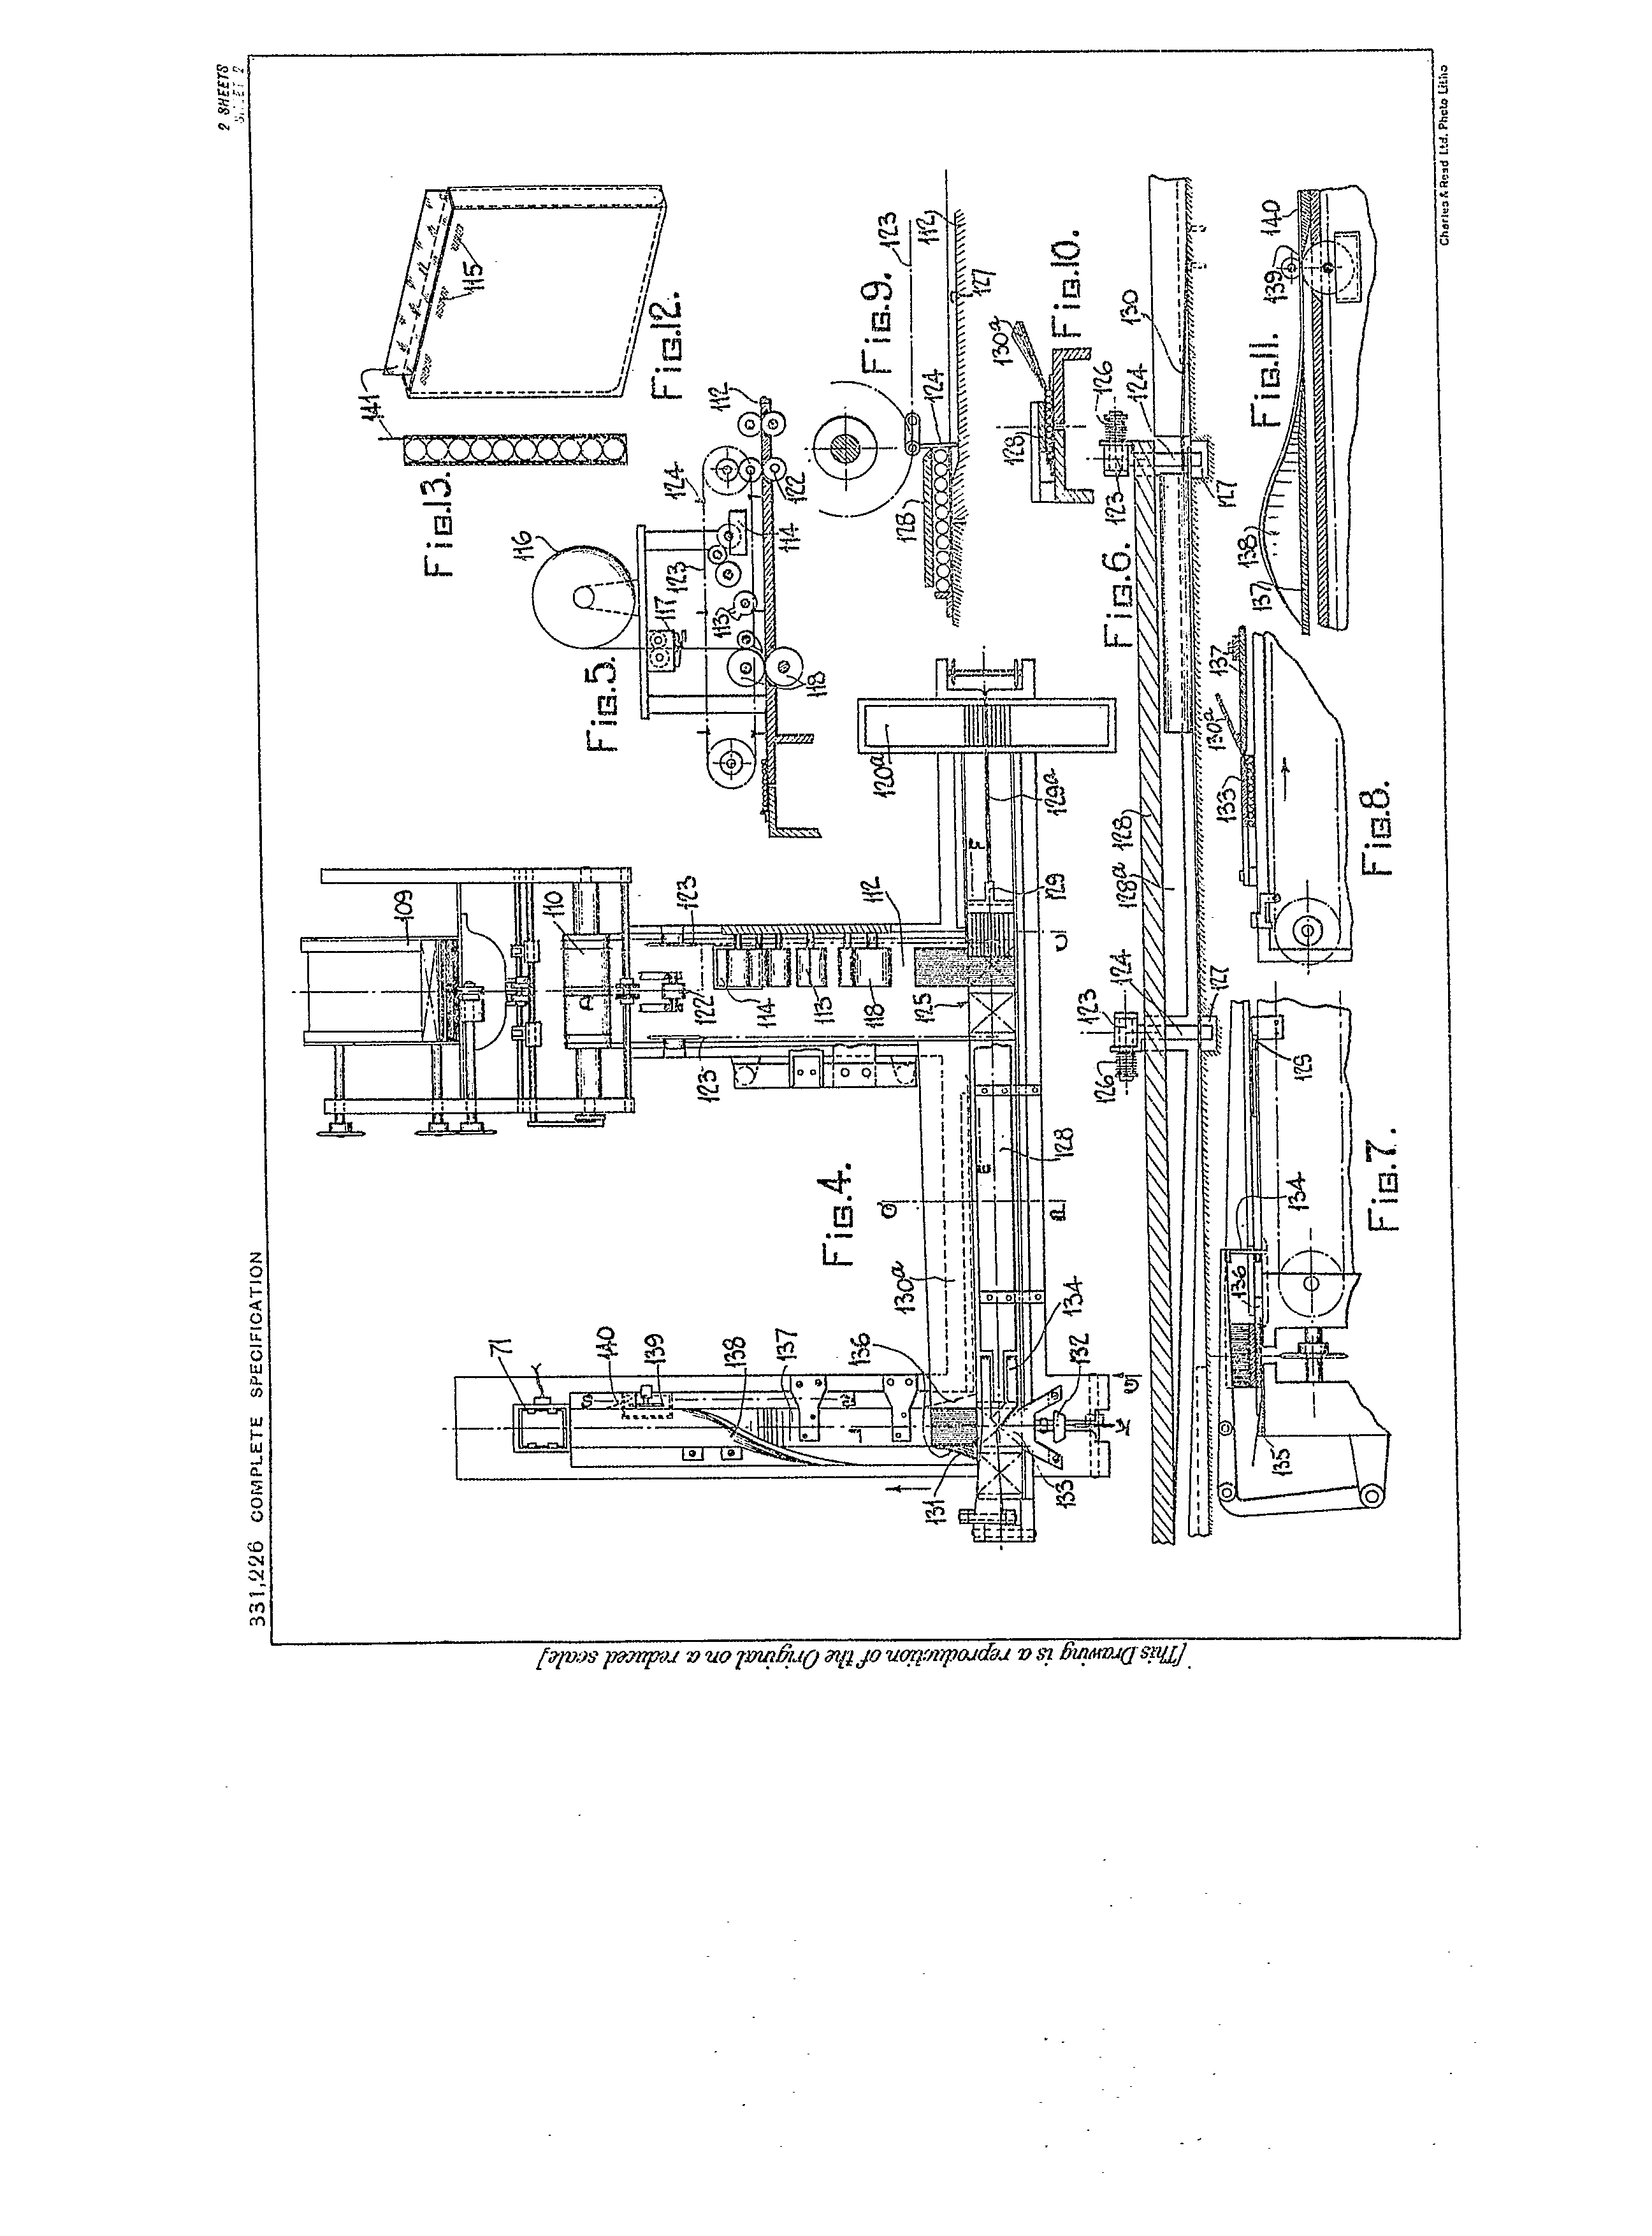 331,226 COMPLETE SPECIFICATION
2 SHEETS
SHEET 2
[This Drawing is a reproduction of the Original on a reduced scale]
Charles & Read Ltd. Photo Litho
Fig.4.
71
140
139
138
137
136
131
133
132
134
130a
128
109
110
A
123
122
114
113
118
112
125
123
129
129a
120a
E
F
C
Fig.5.
116
117
123
124
113
114
118
122
112
Fig.13.
141
Fig.12.
115
Fig.9.
128
124
123
112
127
Fig.10.
128
130a
Fig.6.
126
123
124
127
128
128a
123
126
124
127
130
Fig.7.
134
136
135
129
Fig.8.
133
130a
137
Fig.11.
137
138
139
140